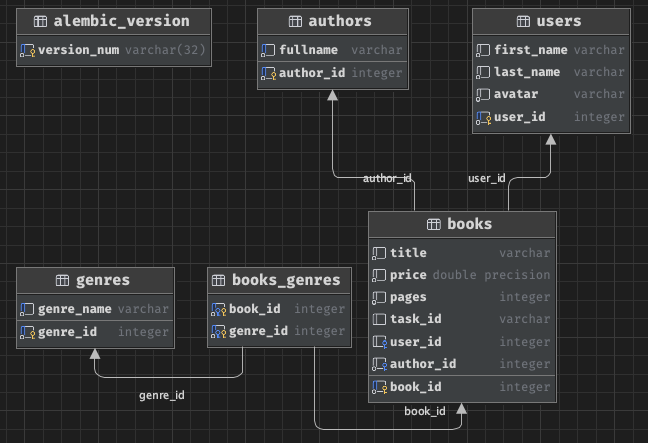 alembic_version
version_num varchar(32)
authors
fullname varchar
author_id integer
users
first_name varchar
last_name varchar
avatar varchar
user_id integer
author_id
user_id
books
title varchar
price double precision
pages integer
task_id varchar
user_id integer
author_id integer
book_id integer
genres
genre_name varchar
genre_id integer
books_genres
book_id integer
genre_id integer
genre_id
book_id